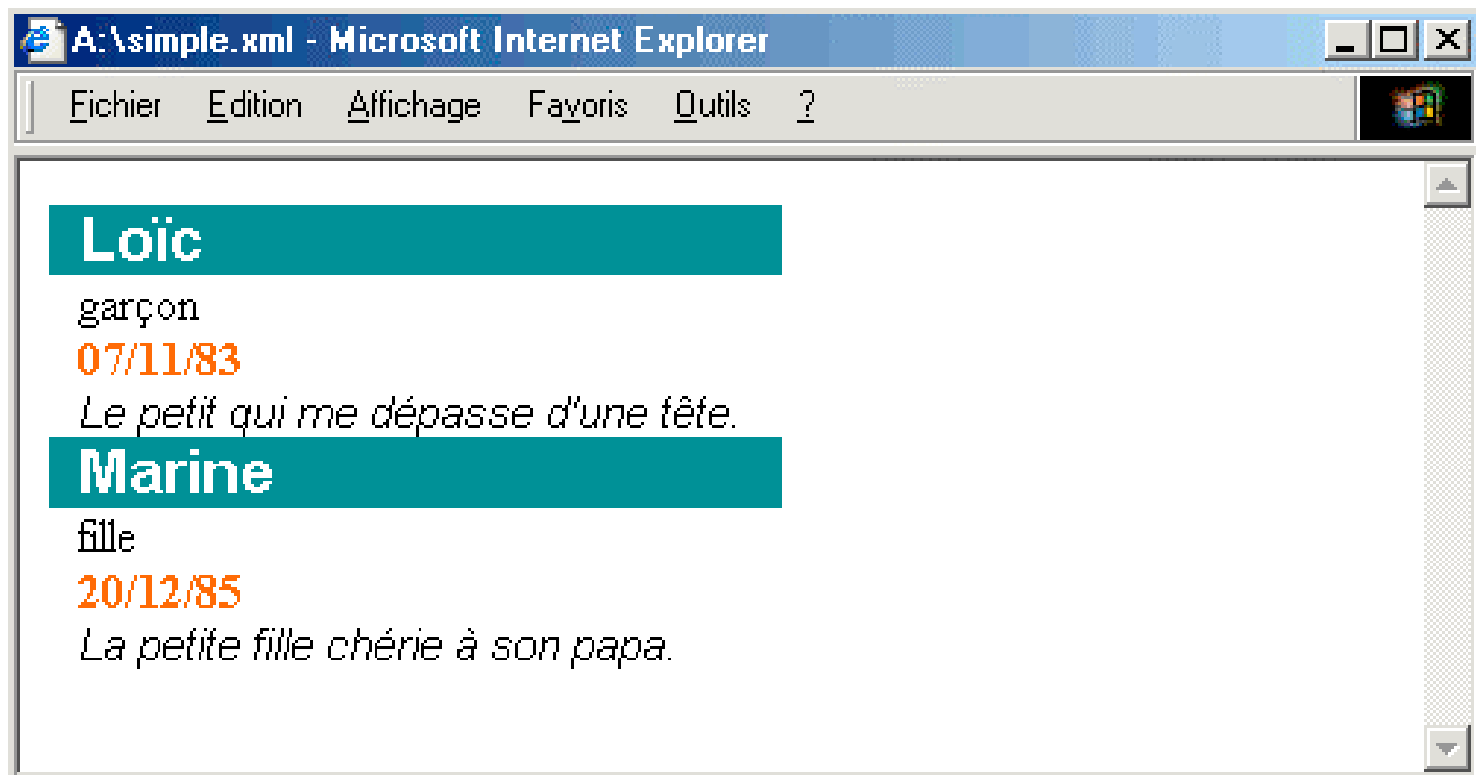 A:\simple.xml - Microsoft Internet Explorer
Fichier Edition Affichage Favoris Outils ?
Loïc
garçon
07/11/83
Le petit qui me dépasse d'une tête.
Marine
fille
20/12/85
La petite fille chérie à son papa.